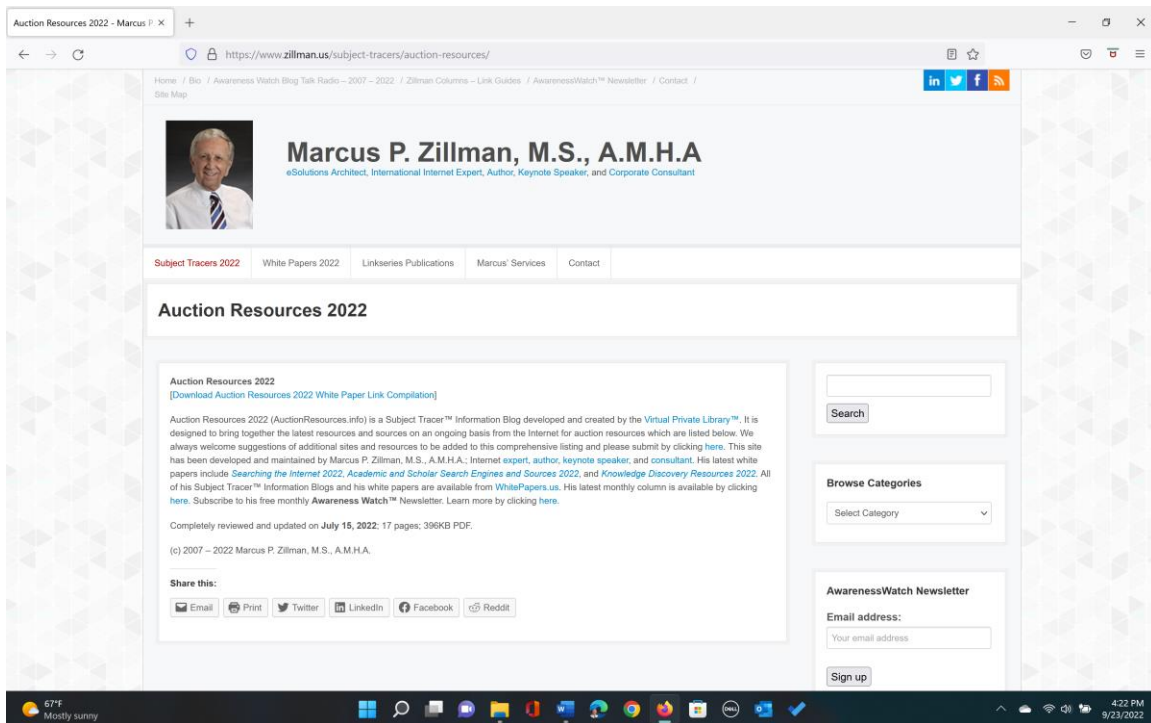 Auction Resources 2022 - Marcus P
https://www.zillman.us/subject-tracers/auction-resources/
Home / Bio / Awareness Watch Blog Talk Radio – 2007 – 2022 / Zillman Columns – Link Guides / AwarenessWatch™ Newsletter / Contact /
Site Map
in f
Marcus P. Zillman, M.S., A.M.H.A
eSolutions Architect, International Internet Expert, Author, Keynote Speaker, and Corporate Consultant
Subject Tracers 2022 White Papers 2022 Linkseries Publications Marcus' Services Contact
Auction Resources 2022
Auction Resources 2022
[Download Auction Resources 2022 White Paper Link Compilation]
Auction Resources 2022 (AuctionResources.info) is a Subject Tracer™ Information Blog developed and created by the Virtual Private Library™. It is
designed to bring together the latest resources and sources on an ongoing basis from the Internet for auction resources which are listed below. We
always welcome suggestions of additional sites and resources to be added to this comprehensive listing and please submit by clicking here. This site
has been developed and maintained by Marcus P. Zillman, M.S., A.M.H.A.; Internet expert, author, keynote speaker, and consultant. His latest white
papers include Searching the Internet 2022, Academic and Scholar Search Engines and Sources 2022, and Knowledge Discovery Resources 2022. All
of his Subject Tracer™ Information Blogs and his white papers are available from WhitePapers.us. His latest monthly column is available by clicking
here. Subscribe to his free monthly Awareness Watch™ Newsletter. Learn more by clicking here.
Completely reviewed and updated on July 15, 2022; 17 pages; 396KB PDF.
(c) 2007 – 2022 Marcus P. Zillman, M.S., A.M.H.A.
Share this:
Email Print Twitter LinkedIn Facebook Reddit
Search
Browse Categories
Select Category
AwarenessWatch Newsletter
Email address:
Your email address
Sign up
67°F
Mostly sunny
DELL
4:22 PM
9/23/2022